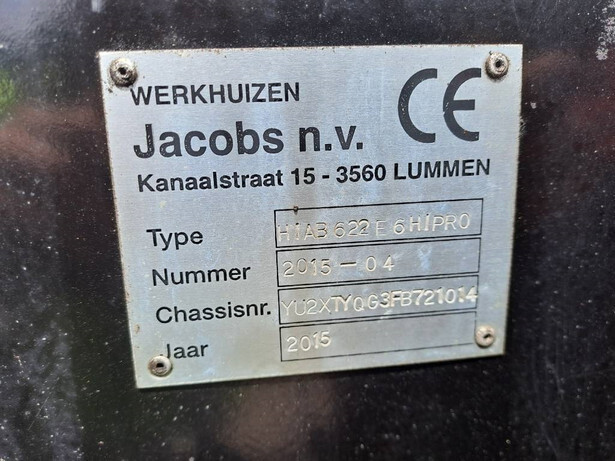 WERKHUIZEN
Jacobs n.v. CE
Kanaalstraat 15 - 3560 LUMMEN
Type HIAB 622 E 6 HIPRO
Nummer 2015 - 04
Chassisnr. YU2XTYQG3FB721014
Jaar 2015